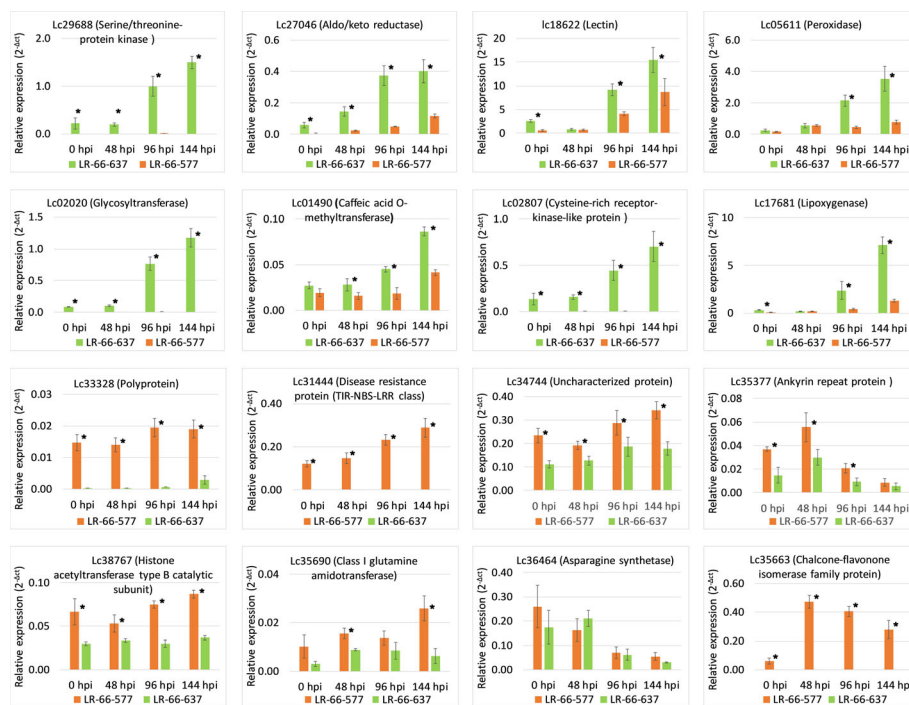 Lc29688 (Serine/threonine-
protein kinase )
Relative expression (2^-Δct)
2.0
1.0
0.0
* * * *
0 hpi 48 hpi 96 hpi 144 hpi
LR-66-637 LR-66-577
Lc27046 (Aldo/keto reductase)
Relative expression (2^-Δct)
0.60
0.40
0.20
0.00
* * * *
0 hpi 48 hpi 96 hpi 144 hpi
LR-66-637 LR-66-577
lc18622 (Lectin)
Relative expression (2^-Δct)
20
15
10
5
0
* * *
0 hpi 48 hpi 96 hpi 144 hpi
LR-66-637 LR-66-577
Lc05611 (Peroxidase)
Relative expression (2^-Δct)
6.0
4.0
2.0
0.0
* *
0 hpi 48 hpi 96 hpi 144 hpi
LR-66-637 LR-66-577
Lc02020 (Glycosyltransferase)
Relative expression (2^-Δct)
1.5
1.0
0.5
0.0
* * * *
0 hpi 48 hpi 96 hpi 144 hpi
LR-66-637 LR-66-577
Lc01490 (Caffeic acid O-
methyltransferase)
Relative expression (2^-Δct)
0.10
0.05
0.00
* * *
0 hpi 48 hpi 96 hpi 144 hpi
LR-66-637 LR-66-577
Lc02807 (Cysteine-rich receptor-
kinase-like protein )
Relative expression (2^-Δct)
1.0
0.5
0.0
* * * *
0 hpi 48 hpi 96 hpi 144 hpi
LR-66-637 LR-66-577
Lc17681 (Lipoxygenase)
Relative expression (2^-Δct)
10
5
0
* * *
0 hpi 48 hpi 96 hpi 144 hpi
LR-66-637 LR-66-577
Lc33328 (Polyprotein)
Relative expression (2^-Δct)
0.03
0.02
0.01
0.00
* * * *
0 hpi 48 hpi 96 hpi 144 hpi
LR-66-577 LR-66-637
Lc31444 (Disease resistance
protein (TIR-NBS-LRR class)
Relative expression (2^-Δct)
0.40
0.20
0.00
* * * *
0 hpi 48 hpi 96 hpi 144 hpi
LR-66-577 LR-66-637
Lc34744 (Uncharacterized protein)
Relative expression (2^-Δct)
0.40
0.30
0.20
0.10
0.00
* * * *
0 hpi 48 hpi 96 hpi 144 hpi
LR-66-577 LR-66-637
Lc35377 (Ankyrin repeat protein )
Relative expression (2^-Δct)
0.08
0.06
0.04
0.02
0.00
* * *
0 hpi 48 hpi 96 hpi 144 hpi
LR-66-577 LR-66-637
Lc38767 (Histone
acetyltransferase type B catalytic
subunit)
Relative expression (2^-Δct)
0.10
0.05
0.00
* * * *
0 hpi 48 hpi 96 hpi 144 hpi
LR-66-577 LR-66-637
Lc35690 (Class I glutamine
amidotransferase)
Relative expression (2^-Δct)
0.04
0.02
0.00
* *
0 hpi 48 hpi 96 hpi 144 hpi
LR-66-577 LR-66-637
Lc36464 (Asparagine synthetase)
Relative expression (2^-Δct)
0.40
0.30
0.20
0.10
0.00
0 hpi 48 hpi 96 hpi 144 hpi
LR-66-577 LR-66-637
Lc35663 (Chalcone-flavonone
isomerase family protein)
Relative expression (2^-Δct)
0.60
0.40
0.20
0.00
* * * *
0 hpi 48 hpi 96 hpi 144 hpi
LR-66-577 LR-66-637